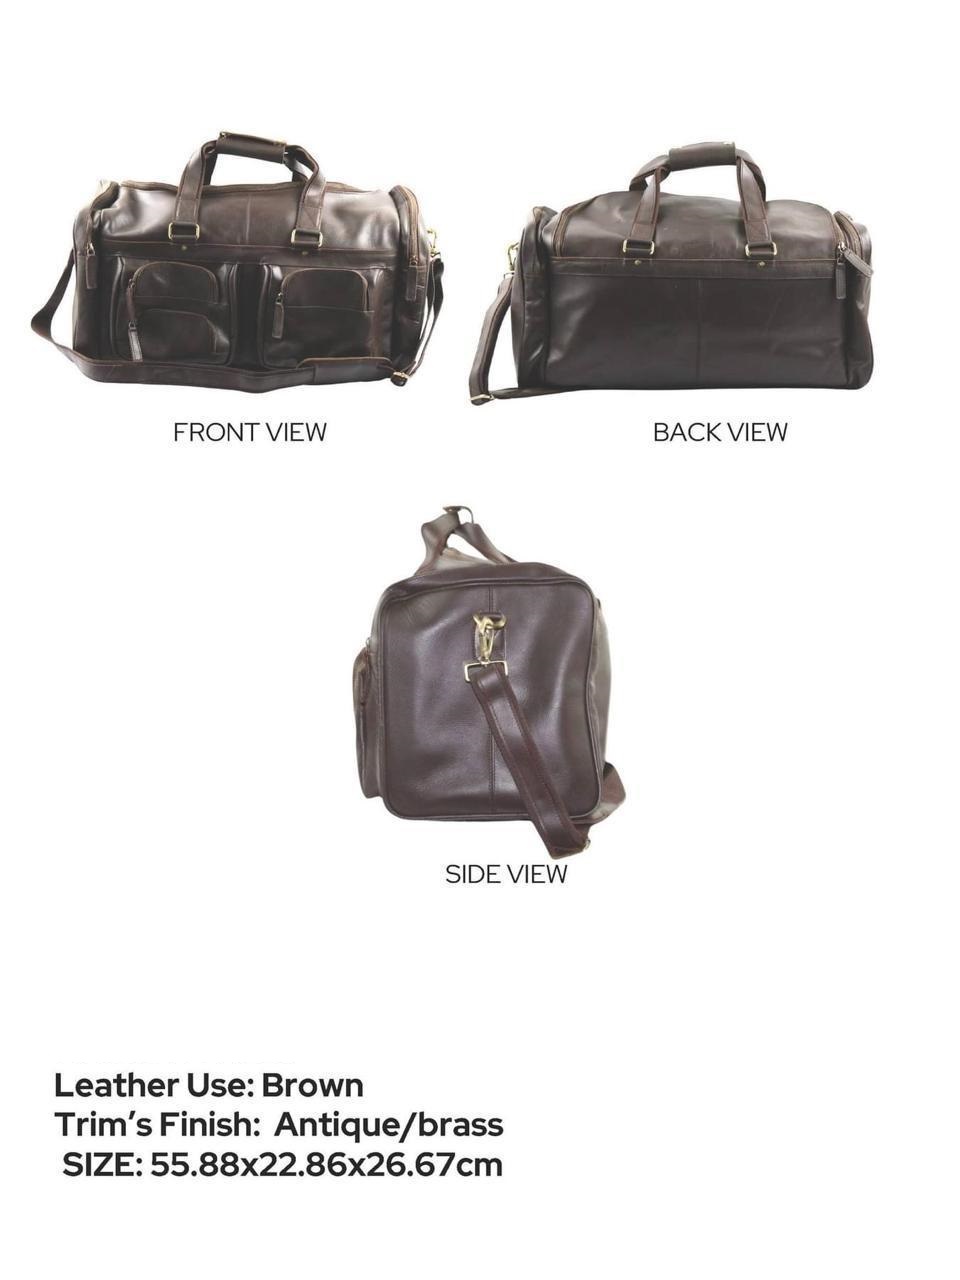 FRONT VIEW
BACK VIEW
SIDE VIEW
Leather Use: Brown
Trim’s Finish:  Antique/brass
SIZE: 55.88x22.86x26.67cm